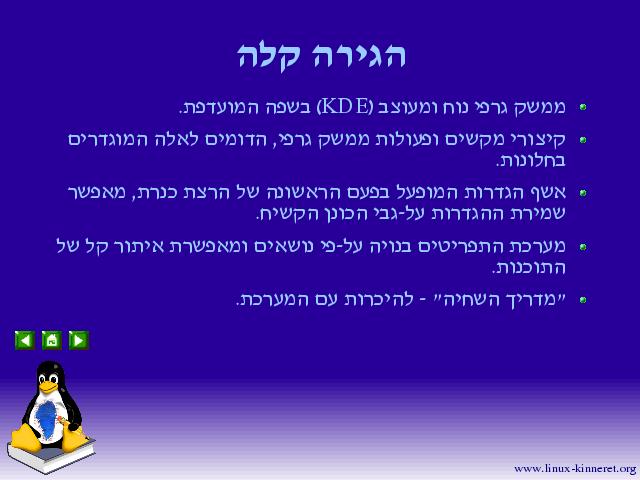 הגירה קלה
ממשק גרפי נוח ומעוצב (KDE) בשפה המועדפת.
קיצורי מקשים ופעולות ממשק גרפי, הדומים לאלה המוגדרים
בחלונות.
אשף הגדרות המופעל בפעם הראשונה של הרצת כנרת, מאפשר
שמירת ההגדרות על-גבי הכונן הקשיח.
מערכת התפריטים בנויה על-פי נושאים ומאפשרת איתור קל של
התוכנות.
"מדריך השחיה" - להיכרות עם המערכת.
www.linux-kinneret.org